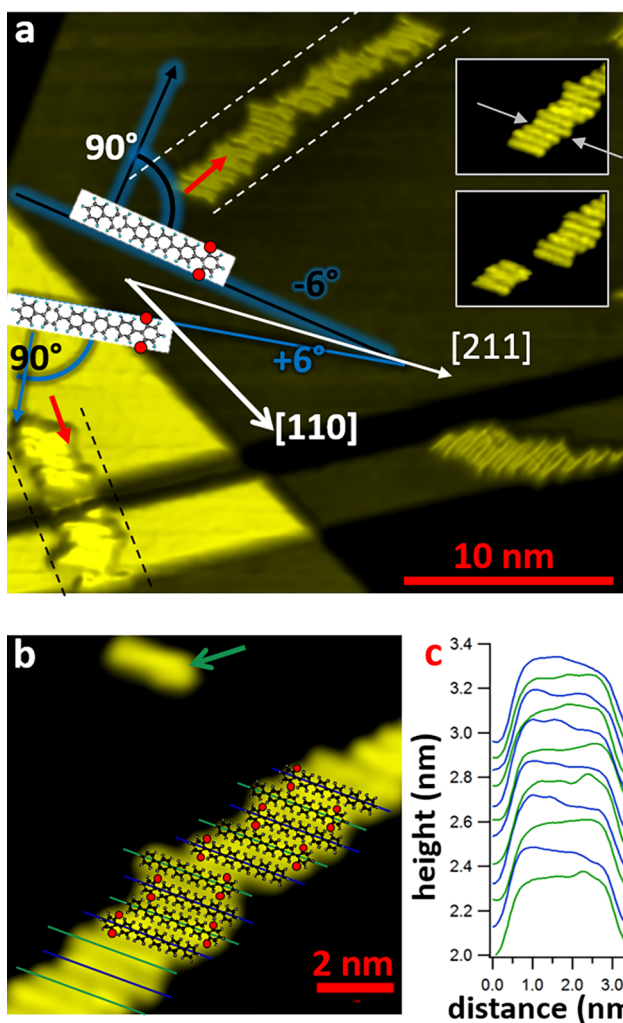 a
90°
-6°
+6°
[211]
90°
[110]
10 nm
b
2 nm
c
3.4
3.2
3.0
2.8
2.6
2.4
2.2
2.0
height (nm)
0.0 1.0 2.0 3.0
distance (nm